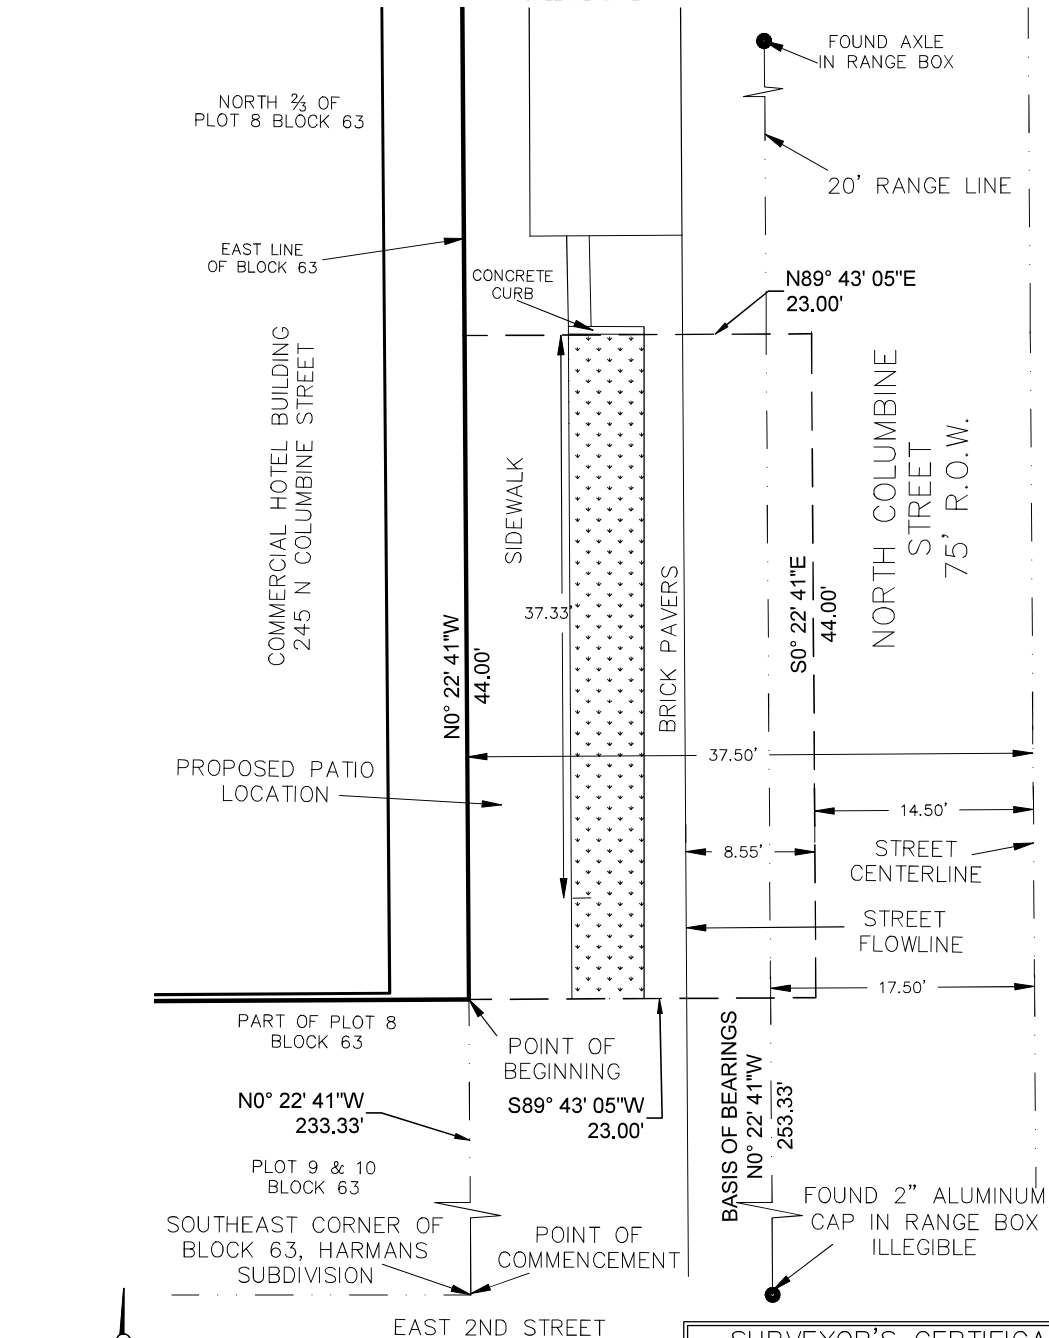 FOUND AXLE
IN RANGE BOX
NORTH ⅔ OF
PLOT 8 BLOCK 63
20' RANGE LINE
EAST LINE
OF BLOCK 63
CONCRETE
CURB
N89° 43' 05"E
23.00'
COMMERCIAL HOTEL BUILDING
245 N COLUMBINE STREET
SIDEWALK
NORTH COLUMBINE
STREET
75' R.O.W.
37.33'
BRICK PAVERS
S0° 22' 41"E
44.00'
N0° 22' 41"W
44.00'
37.50'
PROPOSED PATIO
LOCATION
14.50'
8.55'
STREET
CENTERLINE
STREET
FLOWLINE
17.50'
PART OF PLOT 8
BLOCK 63
POINT OF
BEGINNING
N0° 22' 41"W
233.33'
S89° 43' 05"W
23.00'
BASIS OF BEARINGS
N0° 22' 41"W
253.33'
PLOT 9 & 10
BLOCK 63
SOUTHEAST CORNER OF
BLOCK 63, HARMANS
SUBDIVISION
POINT OF
COMMENCEMENT
FOUND 2" ALUMINUM
CAP IN RANGE BOX
ILLEGIBLE
EAST 2ND STREET
SURVEYOR'S CERTIFICA